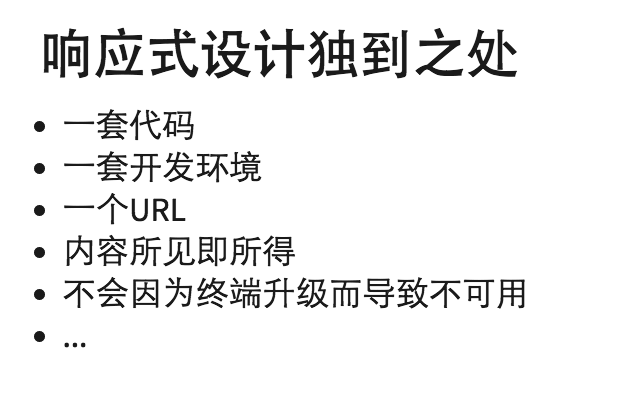 响应式设计独到之处
• 一套代码
• 一套开发环境
• 一个URL
• 内容所见即所得
• 不会因为终端升级而导致不可用
• ...